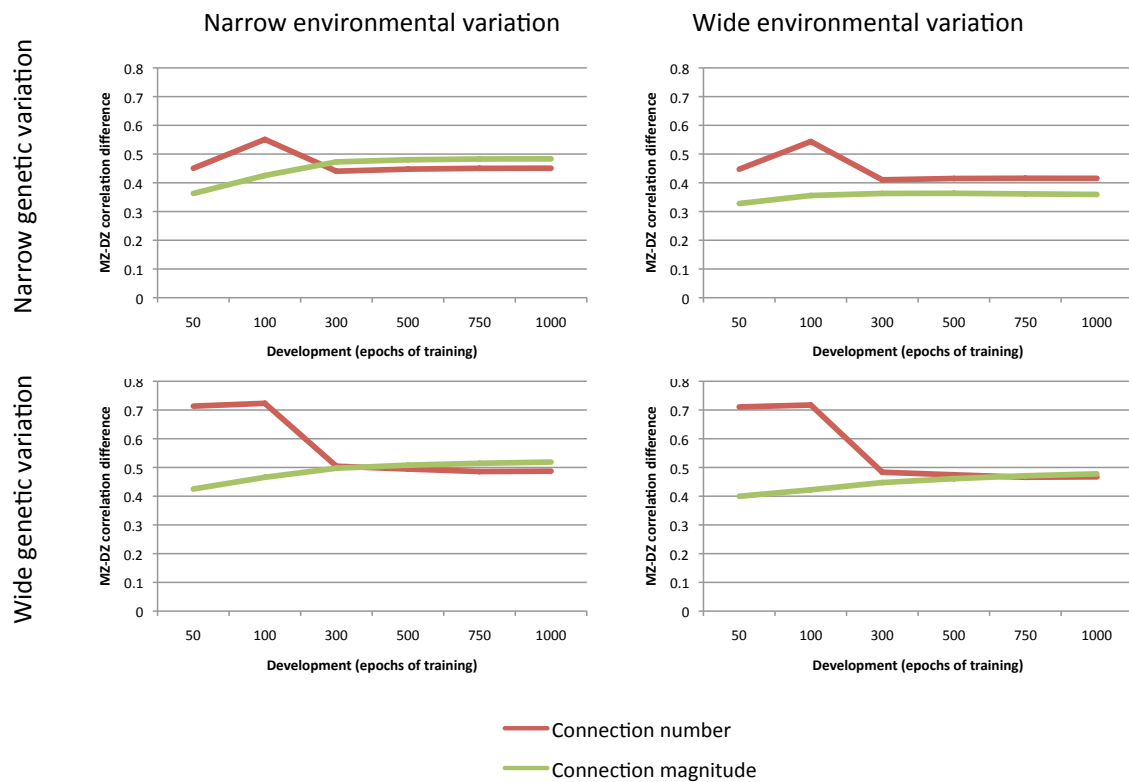 Narrow environmental variation
Wide environmental variation
Narrow genetic variation
MZ-DZ correlation difference
0.8
0.7
0.6
0.5
0.4
0.3
0.2
0.1
0
50 100 300 500 750 1000
Development (epochs of training)
MZ-DZ correlation difference
0.8
0.7
0.6
0.5
0.4
0.3
0.2
0.1
0
50 100 300 500 750 1000
Development (epochs of training)
Wide genetic variation
MZ-DZ correlation difference
0.8
0.7
0.6
0.5
0.4
0.3
0.2
0.1
0
50 100 300 500 750 1000
Development (epochs of training)
MZ-DZ correlation difference
0.8
0.7
0.6
0.5
0.4
0.3
0.2
0.1
0
50 100 300 500 750 1000
Development (epochs of training)
Connection number
Connection magnitude